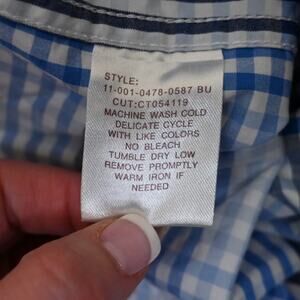 STYLE:
11-001-0478-0587 BU
CUT:CT054119
MACHINE WASH COLD
DELICATE CYCLE
WITH LIKE COLORS
NO BLEACH
TUMBLE DRY LOW
REMOVE PROMPTLY
WARM IRON IF
NEEDED